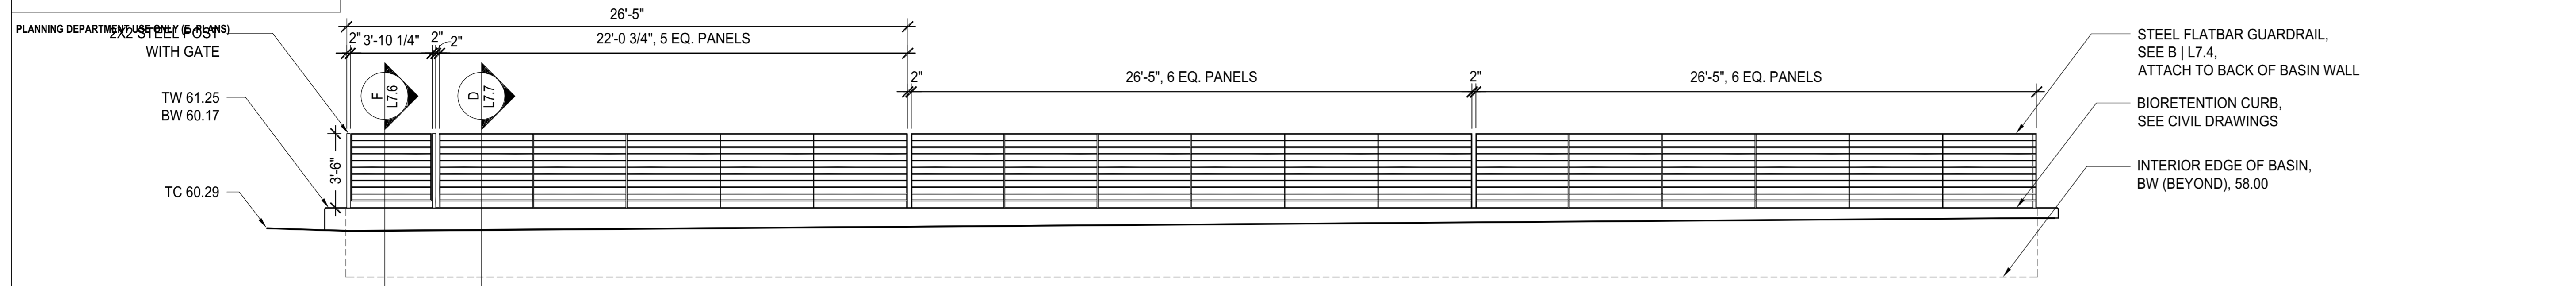 26'-5"
PLANNING DEPARTMENT USE ONLY (E-PLANS)
2X2 STEEL POST
WITH GATE
2"
3'-10 1/4"
2"
2"
22'-0 3/4", 5 EQ. PANELS
STEEL FLATBAR GUARDRAIL,
SEE B | L7.4,
ATTACH TO BACK OF BASIN WALL
2"
26'-5", 6 EQ. PANELS
2"
26'-5", 6 EQ. PANELS
TW 61.25
BW 60.17
F
L7.6
D
L7.7
BIORETENTION CURB,
SEE CIVIL DRAWINGS
3'-6"
TC 60.29
INTERIOR EDGE OF BASIN,
BW (BEYOND), 58.00